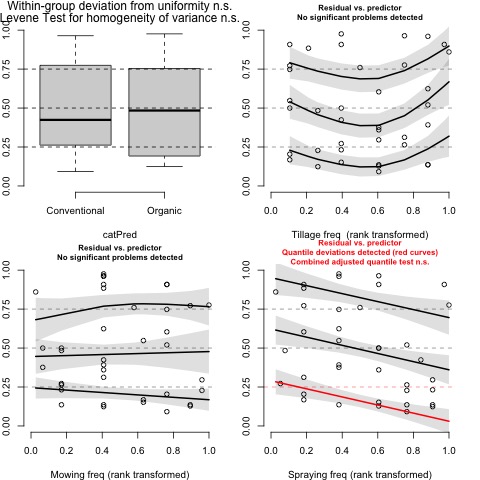 Within-group deviation from uniformity n.s.
Levene Test for homogeneity of variance n.s.
0.00 0.25 0.50 0.75 1.00
Conventional Organic
catPred
Residual vs. predictor
No significant problems detected
0.00 0.25 0.50 0.75 1.00
0.0 0.2 0.4 0.6 0.8 1.0
Tillage freq (rank transformed)
Residual vs. predictor
No significant problems detected
0.00 0.25 0.50 0.75 1.00
0.0 0.2 0.4 0.6 0.8 1.0
Mowing freq (rank transformed)
Residual vs. predictor
Quantile deviations detected (red curves)
Combined adjusted quantile test n.s.
0.00 0.25 0.50 0.75 1.00
0.0 0.2 0.4 0.6 0.8 1.0
Spraying freq (rank transformed)